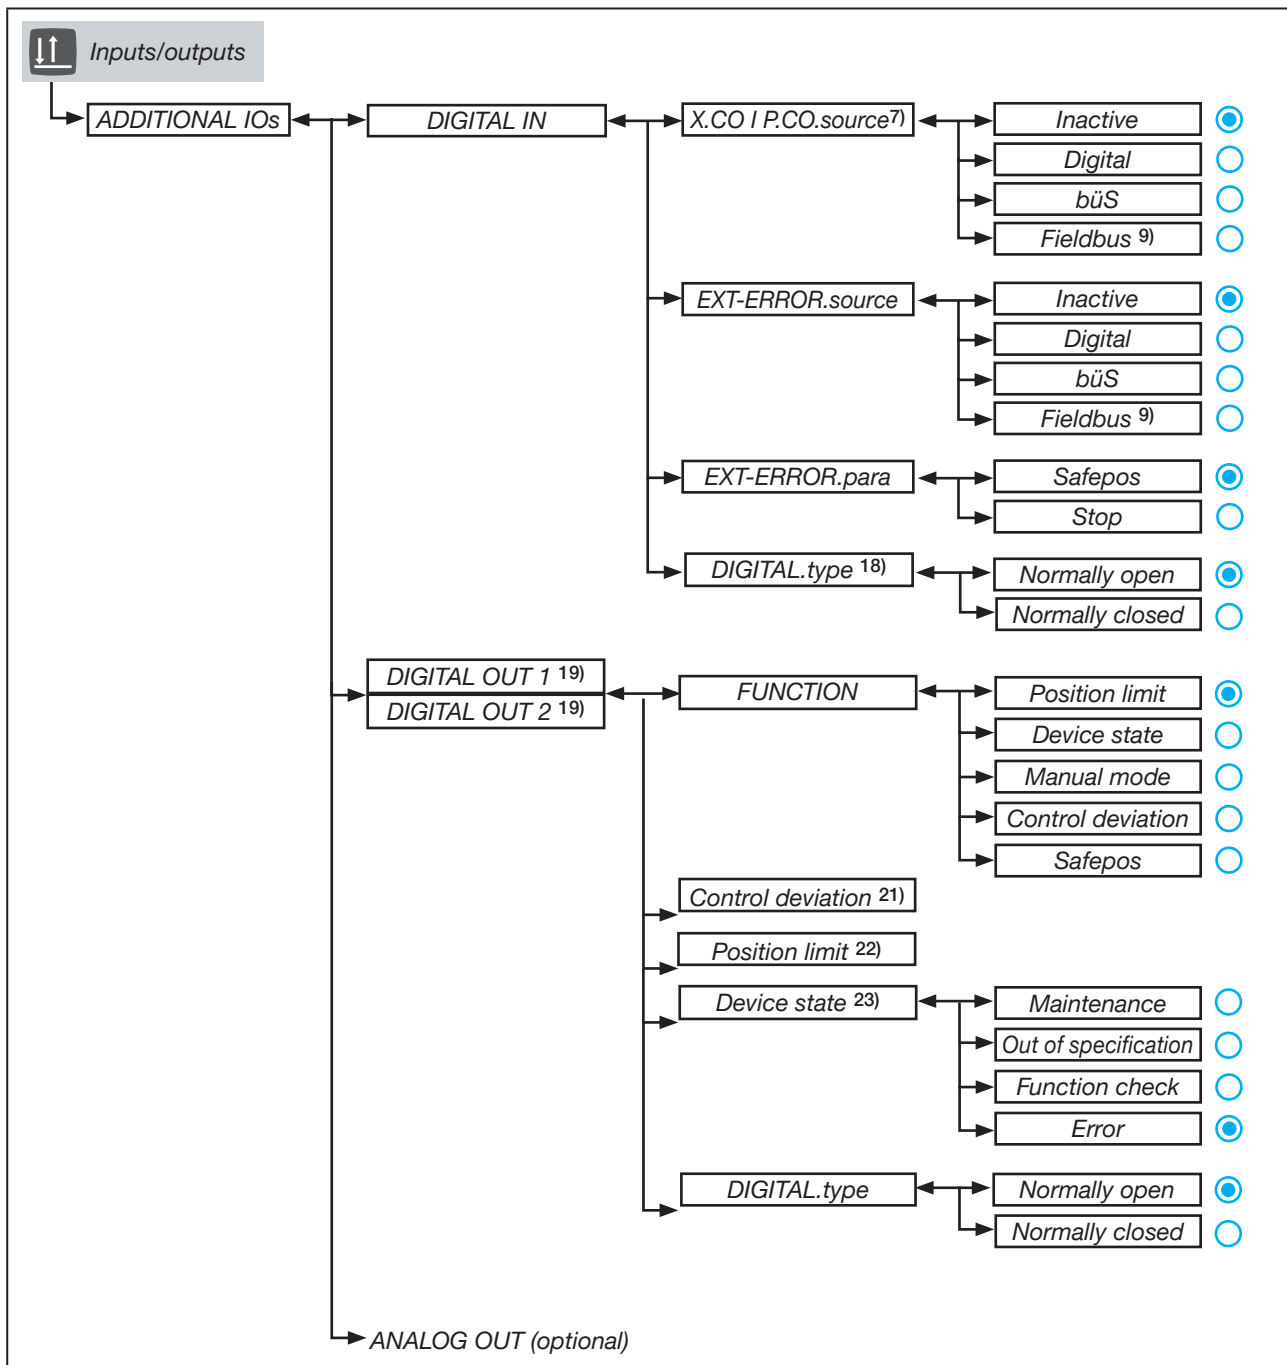 Inputs/outputs
ADDITIONAL IOs
DIGITAL IN
X.CO I P.CO.source7)
Inactive
Digital
büS
Fieldbus 9)
EXT-ERROR.source
Inactive
Digital
büS
Fieldbus 9)
EXT-ERROR.para
Safepos
Stop
DIGITAL.type 18)
Normally open
Normally closed
DIGITAL OUT 1 19)
DIGITAL OUT 2 19)
FUNCTION
Position limit
Device state
Manual mode
Control deviation
Safepos
Control deviation 21)
Position limit 22)
Device state 23)
Maintenance
Out of specification
Function check
Error
DIGITAL.type
Normally open
Normally closed
ANALOG OUT (optional)